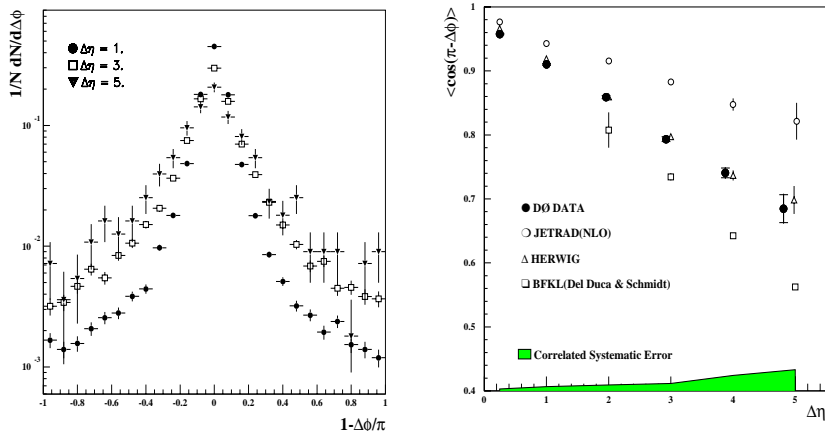 1/N dN/dΔϕ
Δη = 1.
Δη = 3.
Δη = 5.
10⁻¹
10⁻²
10⁻³
-1 -0.8 -0.6 -0.4 -0.2 0 0.2 0.4 0.6 0.8 1
1-Δϕ/π
<cos(π-Δϕ)>
1
0.9
0.8
0.7
0.6
0.5
0.4
DØ DATA
JETRAD(NLO)
HERWIG
BFKL(Del Duca & Schmidt)
Correlated Systematic Error
0 1 2 3 4 5
Δη